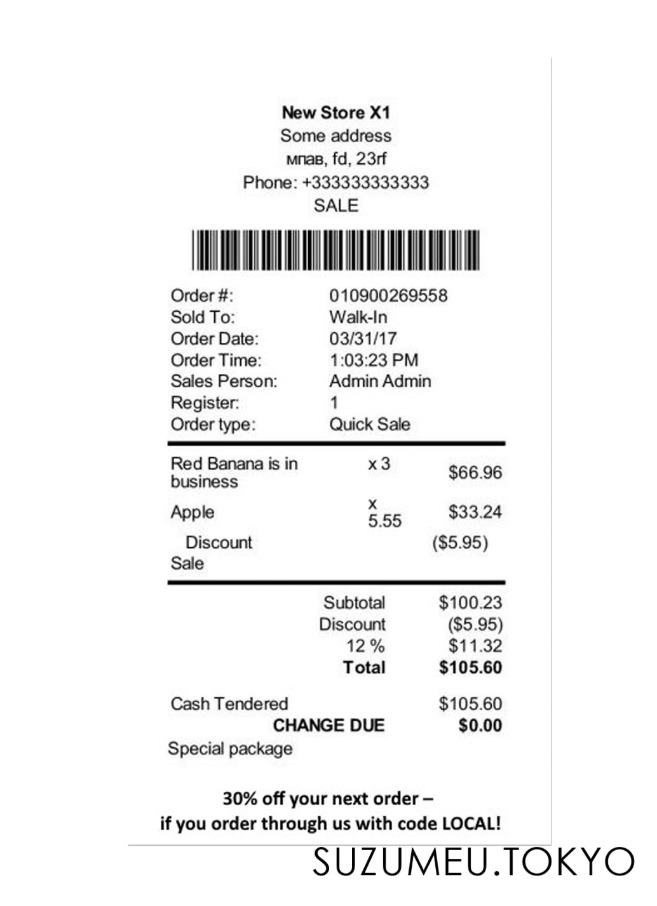 New Store X1
Some address
мпав, fd, 23rf
Phone: +333333333333
SALE
Order #: 010900269558
Sold To: Walk-In
Order Date: 03/31/17
Order Time: 1:03:23 PM
Sales Person: Admin Admin
Register: 1
Order type: Quick Sale
Red Banana is in x 3 $66.96
business
Apple x 5.55 $33.24
Discount ($5.95)
Sale
Subtotal $100.23
Discount ($5.95)
12 % $11.32
Total $105.60
Cash Tendered $105.60
CHANGE DUE $0.00
Special package
30% off your next order –
if you order through us with code LOCAL!
SUZUMEU.TOKYO